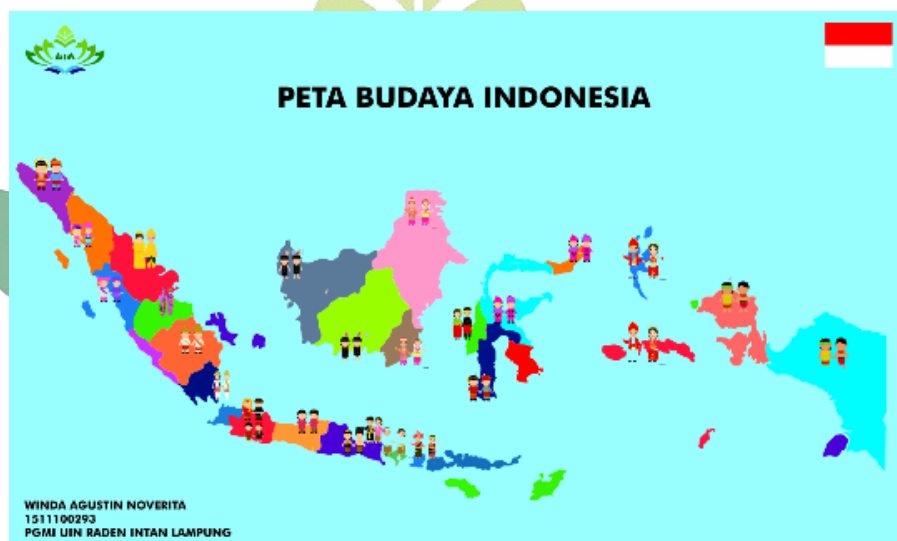 PETA BUDAYA INDONESIA
WINDA AGUSTIN NOVERITA
1511100293
PGMI UIN RADEN INTAN LAMPUNG